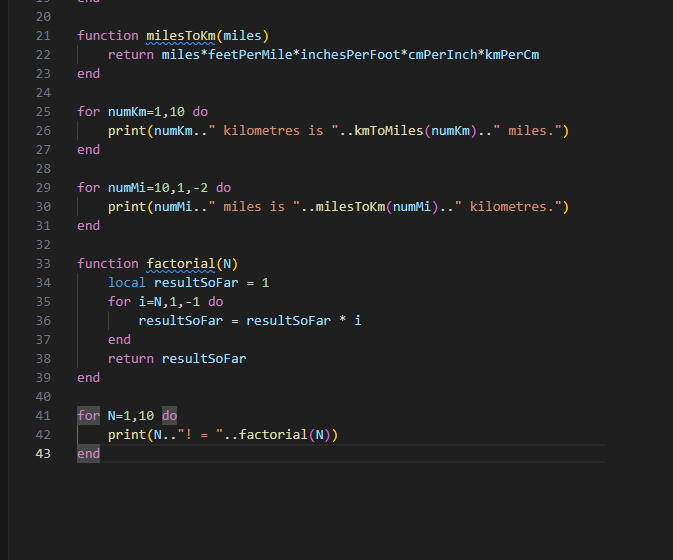 19 end
20
21 function milesToKm(miles)
22     return miles*feetPerMile*inchesPerFoot*cmPerInch*kmPerCm
23 end
24
25 for numKm=1,10 do
26     print(numKm.." kilometres is "..kmToMiles(numKm).." miles.")
27 end
28
29 for numMi=10,1,-2 do
30     print(numMi.." miles is "..milesToKm(numMi).." kilometres.")
31 end
32
33 function factorial(N)
34     local resultSoFar = 1
35     for i=N,1,-1 do
36         resultSoFar = resultSoFar * i
37     end
38     return resultSoFar
39 end
40
41 for N=1,10 do
42     print(N.."! = "..factorial(N))
43 end